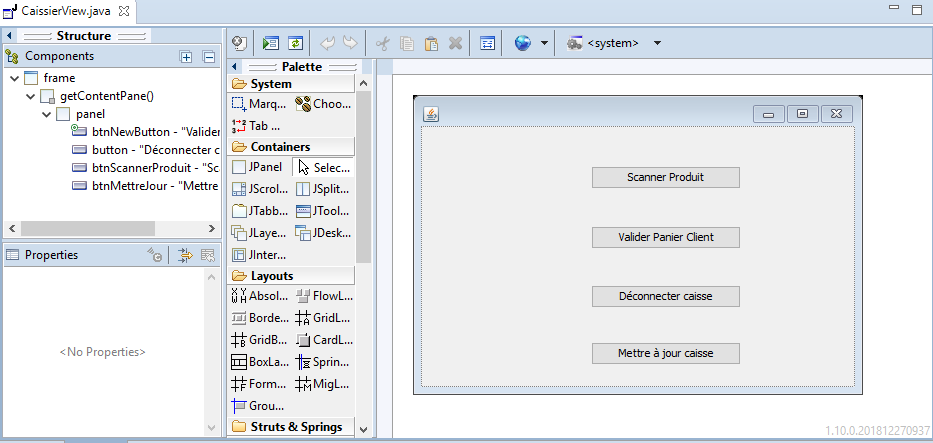 CaissierView.java
Structure
Components
frame
getContentPane()
panel
btnNewButton - "Valider
button - "Déconnecter c
btnScannerProduit - "Sc
btnMettreJour - "Mettre
Properties
<No Properties>
<system>
Palette
System
Marq... Choo...
Tab ...
Containers
JPanel Selec...
JScrol... JSplit...
JTabb... JTool...
JLaye... JDesk...
JInter...
Layouts
Absol... FlowL...
Borde... GridL...
GridB... CardL...
BoxLa... Sprin...
Form... MigL...
Grou...
Struts & Springs
Scanner Produit
Valider Panier Client
Déconnecter caisse
Mettre à jour caisse
1.10.0.201812270937